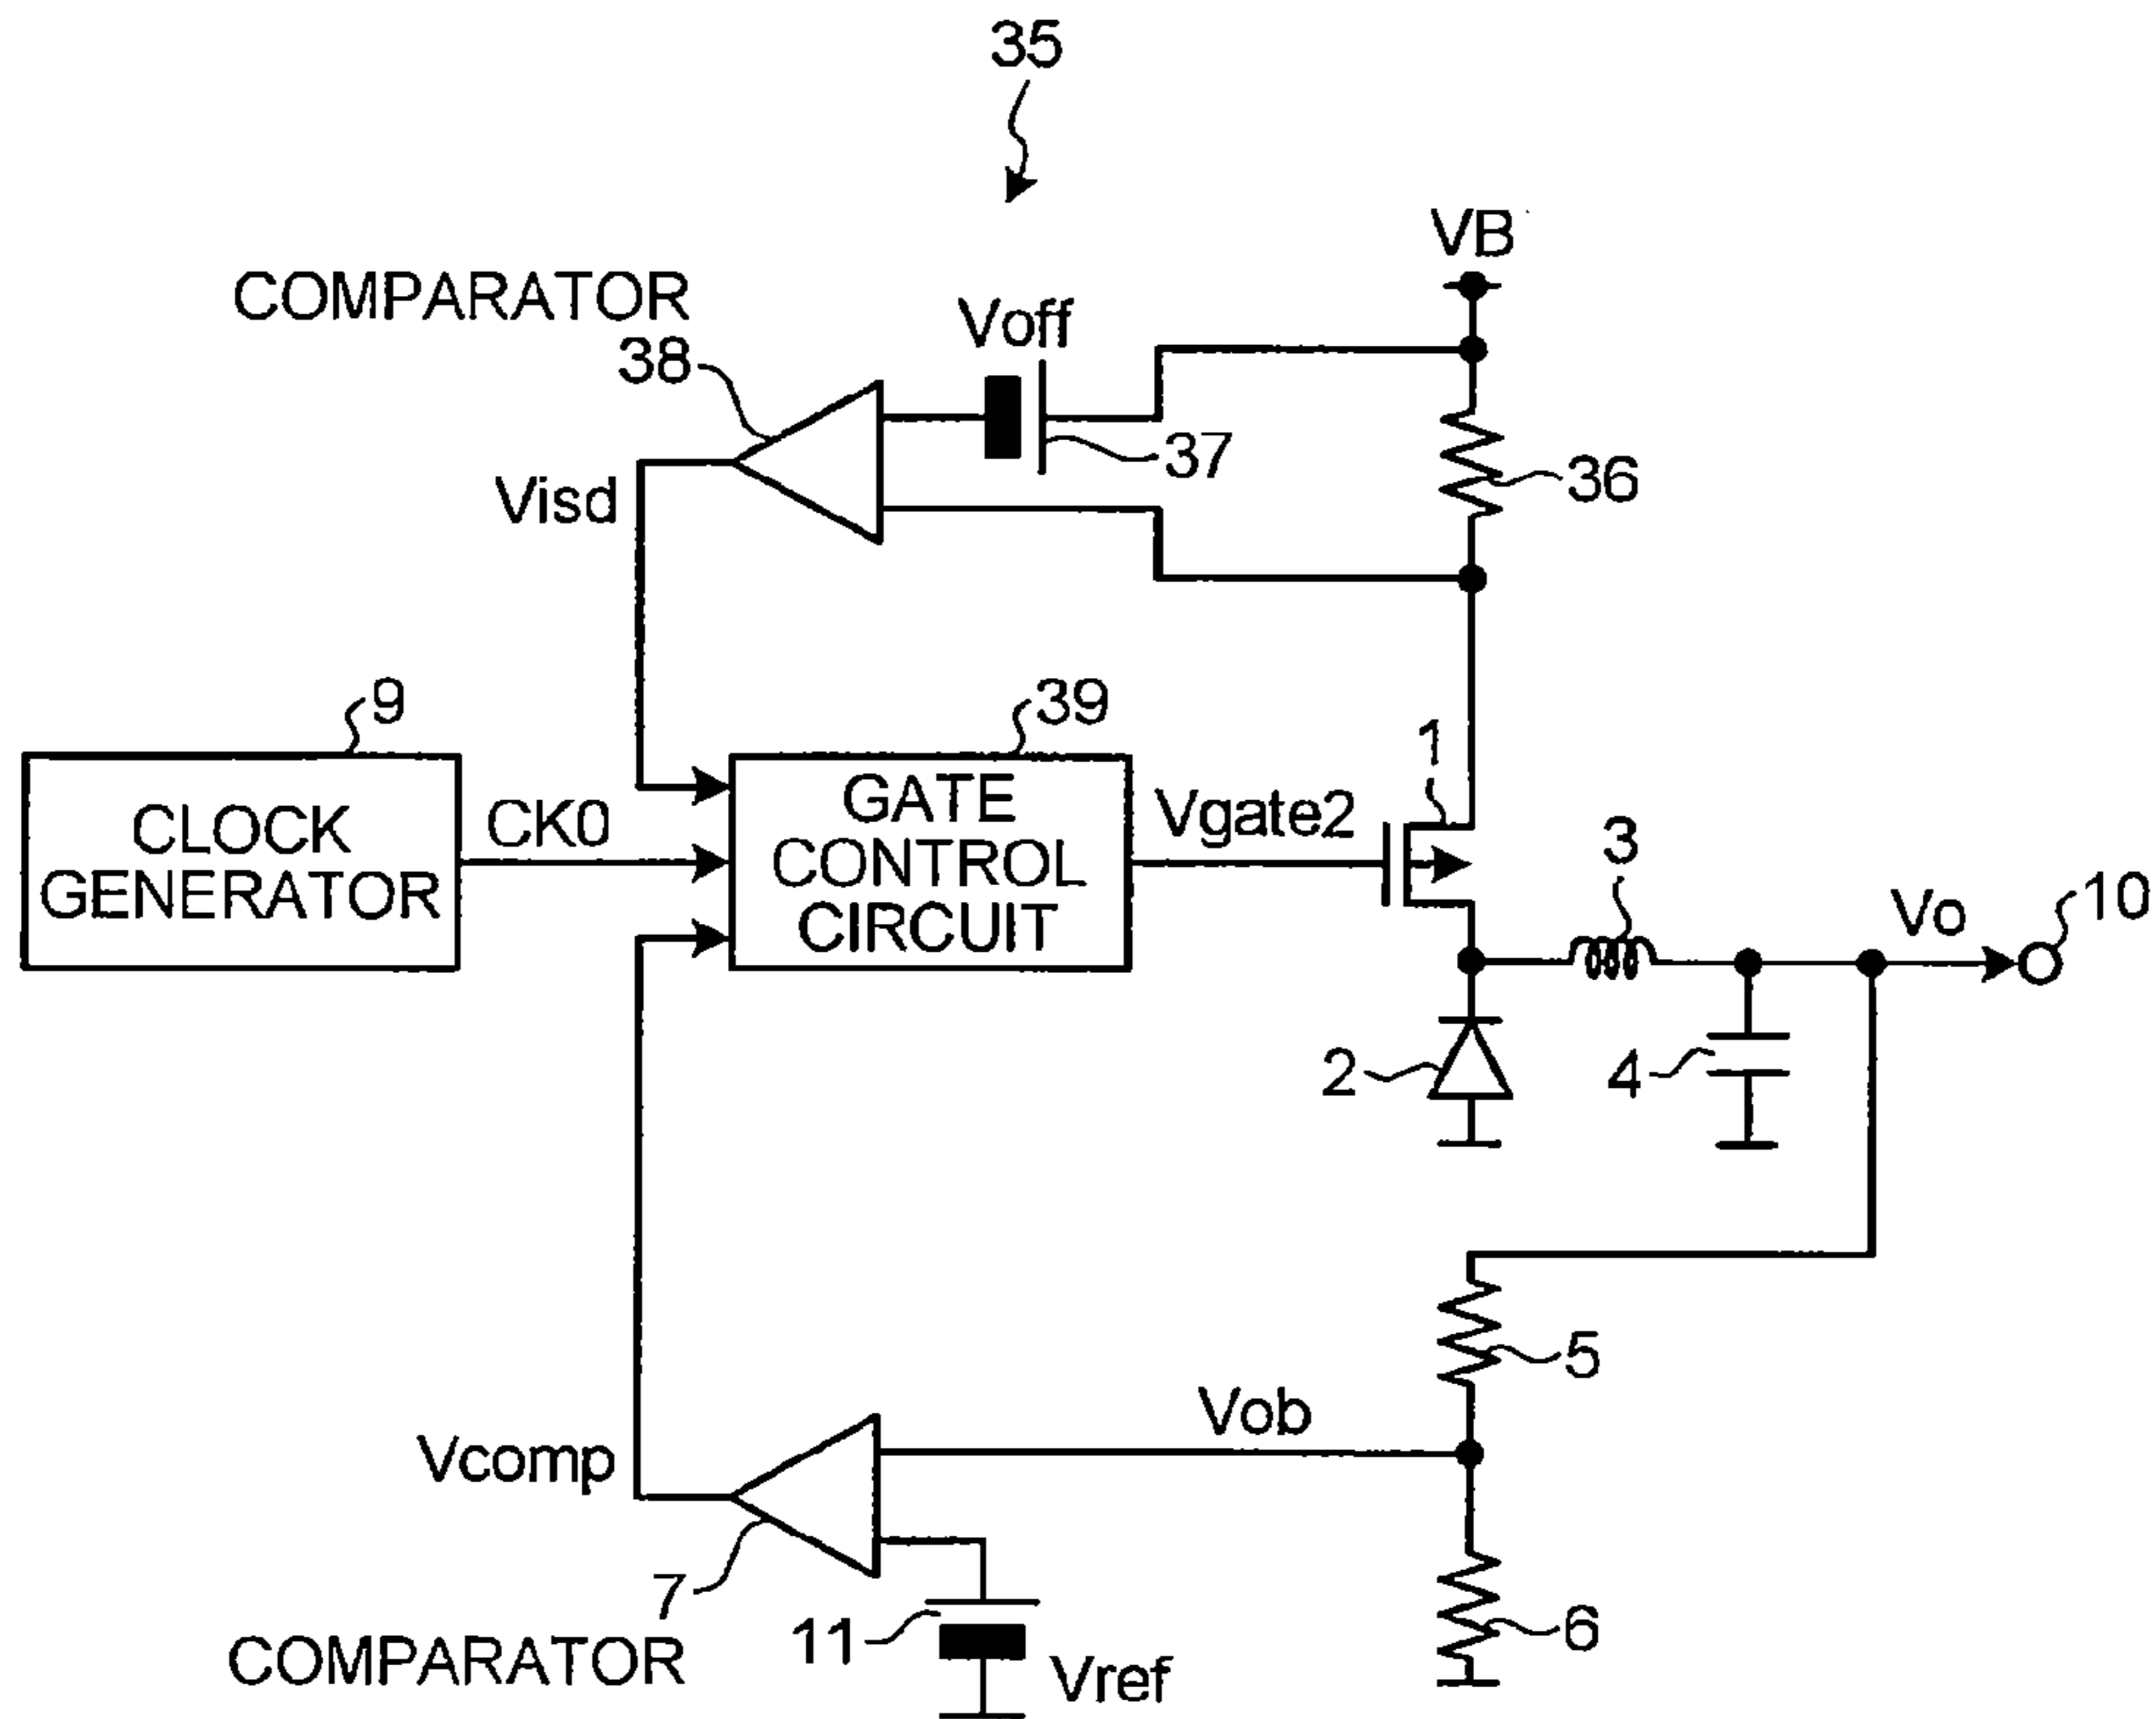 35
VB
COMPARATOR
Voff
38
37
36
Visd
9
39
1
CLOCK
GENERATOR
CK0
GATE
CONTROL
CIRCUIT
Vgate2
3
Vo
10
2
4
5
Vob
Vcomp
7
11
6
COMPARATOR
Vref